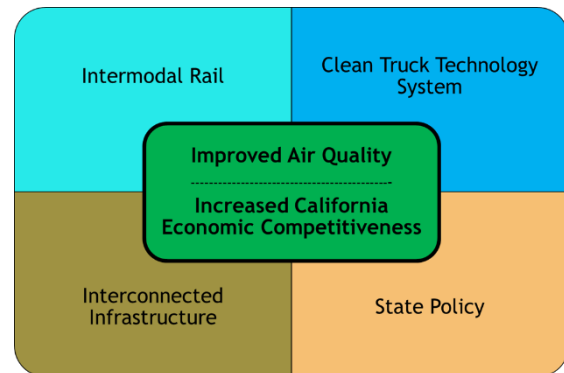 Intermodal Rail
Clean Truck Technology
System
Improved Air Quality
Increased California
Economic Competitiveness
Interconnected
Infrastructure
State Policy